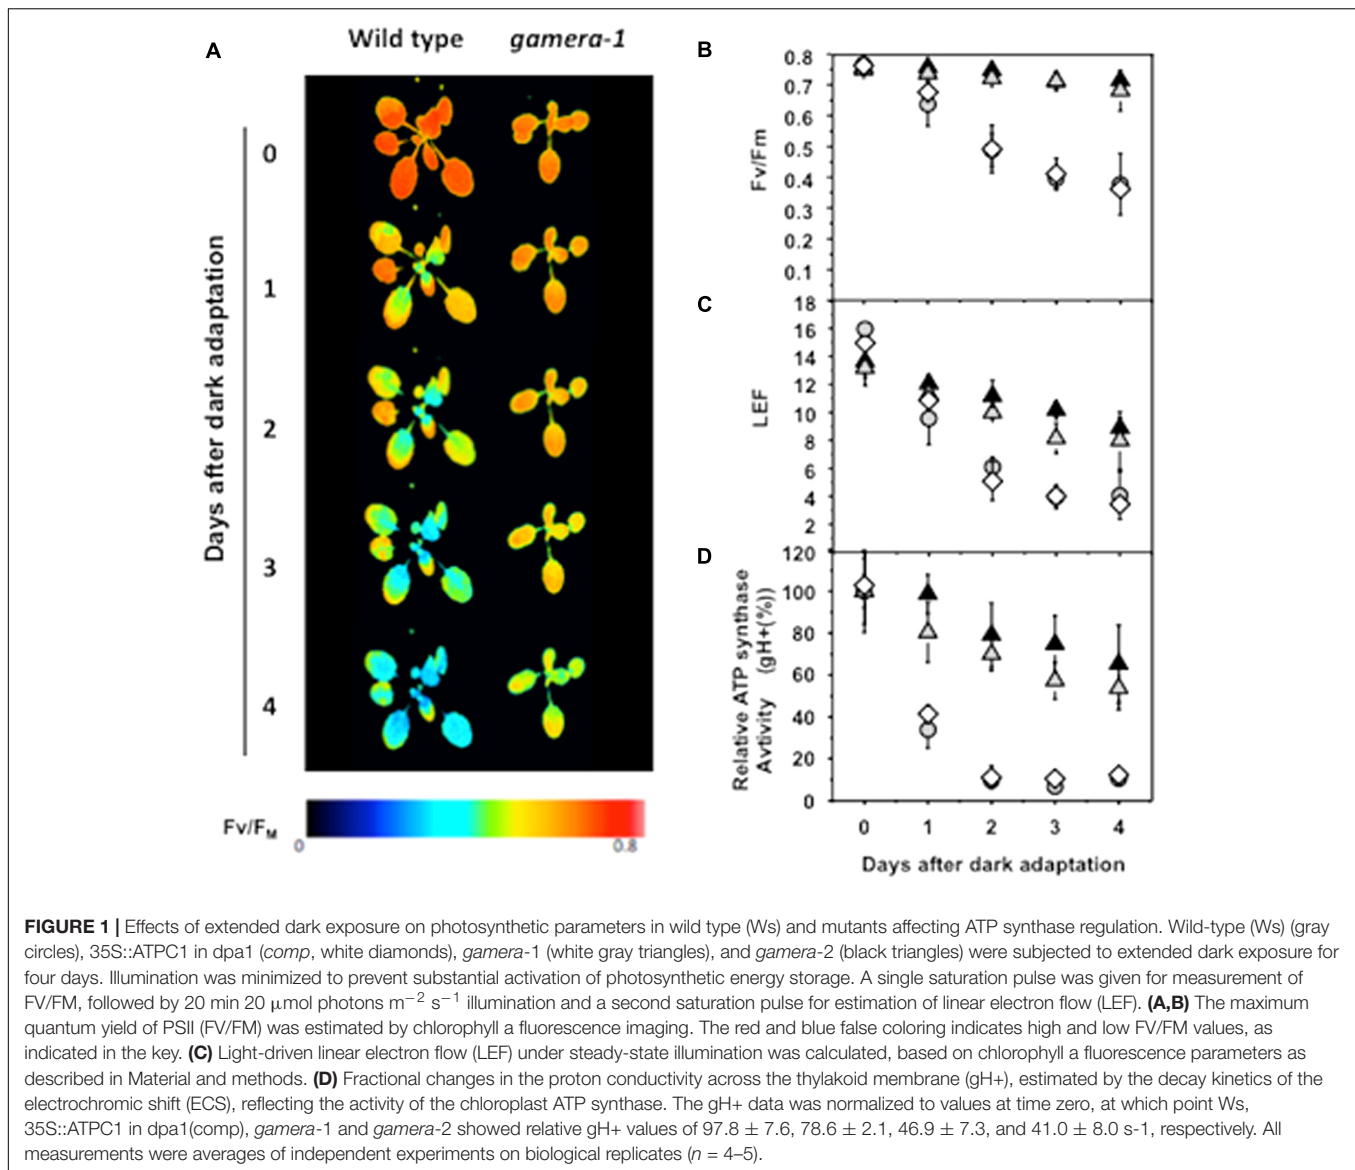 A
Wild type
gamera-1
Days after dark adaptation
0
1
2
3
4
Fv/FM
0
0.8
B
Fv/Fm
0.8
0.7
0.6
0.5
0.4
0.3
0.2
0.1
C
LEF
18
16
14
12
10
8
6
4
2
D
Relative ATP synthase
Avtivity (gH+(%))
120
100
80
60
40
20
0
0 1 2 3 4
Days after dark adaptation
FIGURE 1 | Effects of extended dark exposure on photosynthetic parameters in wild type (Ws) and mutants affecting ATP synthase regulation. Wild-type (Ws) (gray
circles), 35S::ATPC1 in dpa1 (comp, white diamonds), gamera-1 (white gray triangles), and gamera-2 (black triangles) were subjected to extended dark exposure for
four days. Illumination was minimized to prevent substantial activation of photosynthetic energy storage. A single saturation pulse was given for measurement of
FV/FM, followed by 20 min 20 μmol photons m−2 s−1 illumination and a second saturation pulse for estimation of linear electron flow (LEF). (A,B) The maximum
quantum yield of PSII (FV/FM) was estimated by chlorophyll a fluorescence imaging. The red and blue false coloring indicates high and low FV/FM values, as
indicated in the key. (C) Light-driven linear electron flow (LEF) under steady-state illumination was calculated, based on chlorophyll a fluorescence parameters as
described in Material and methods. (D) Fractional changes in the proton conductivity across the thylakoid membrane (gH+), estimated by the decay kinetics of the
electrochromic shift (ECS), reflecting the activity of the chloroplast ATP synthase. The gH+ data was normalized to values at time zero, at which point Ws,
35S::ATPC1 in dpa1(comp), gamera-1 and gamera-2 showed relative gH+ values of 97.8 ± 7.6, 78.6 ± 2.1, 46.9 ± 7.3, and 41.0 ± 8.0 s-1, respectively. All
measurements were averages of independent experiments on biological replicates (n = 4–5).